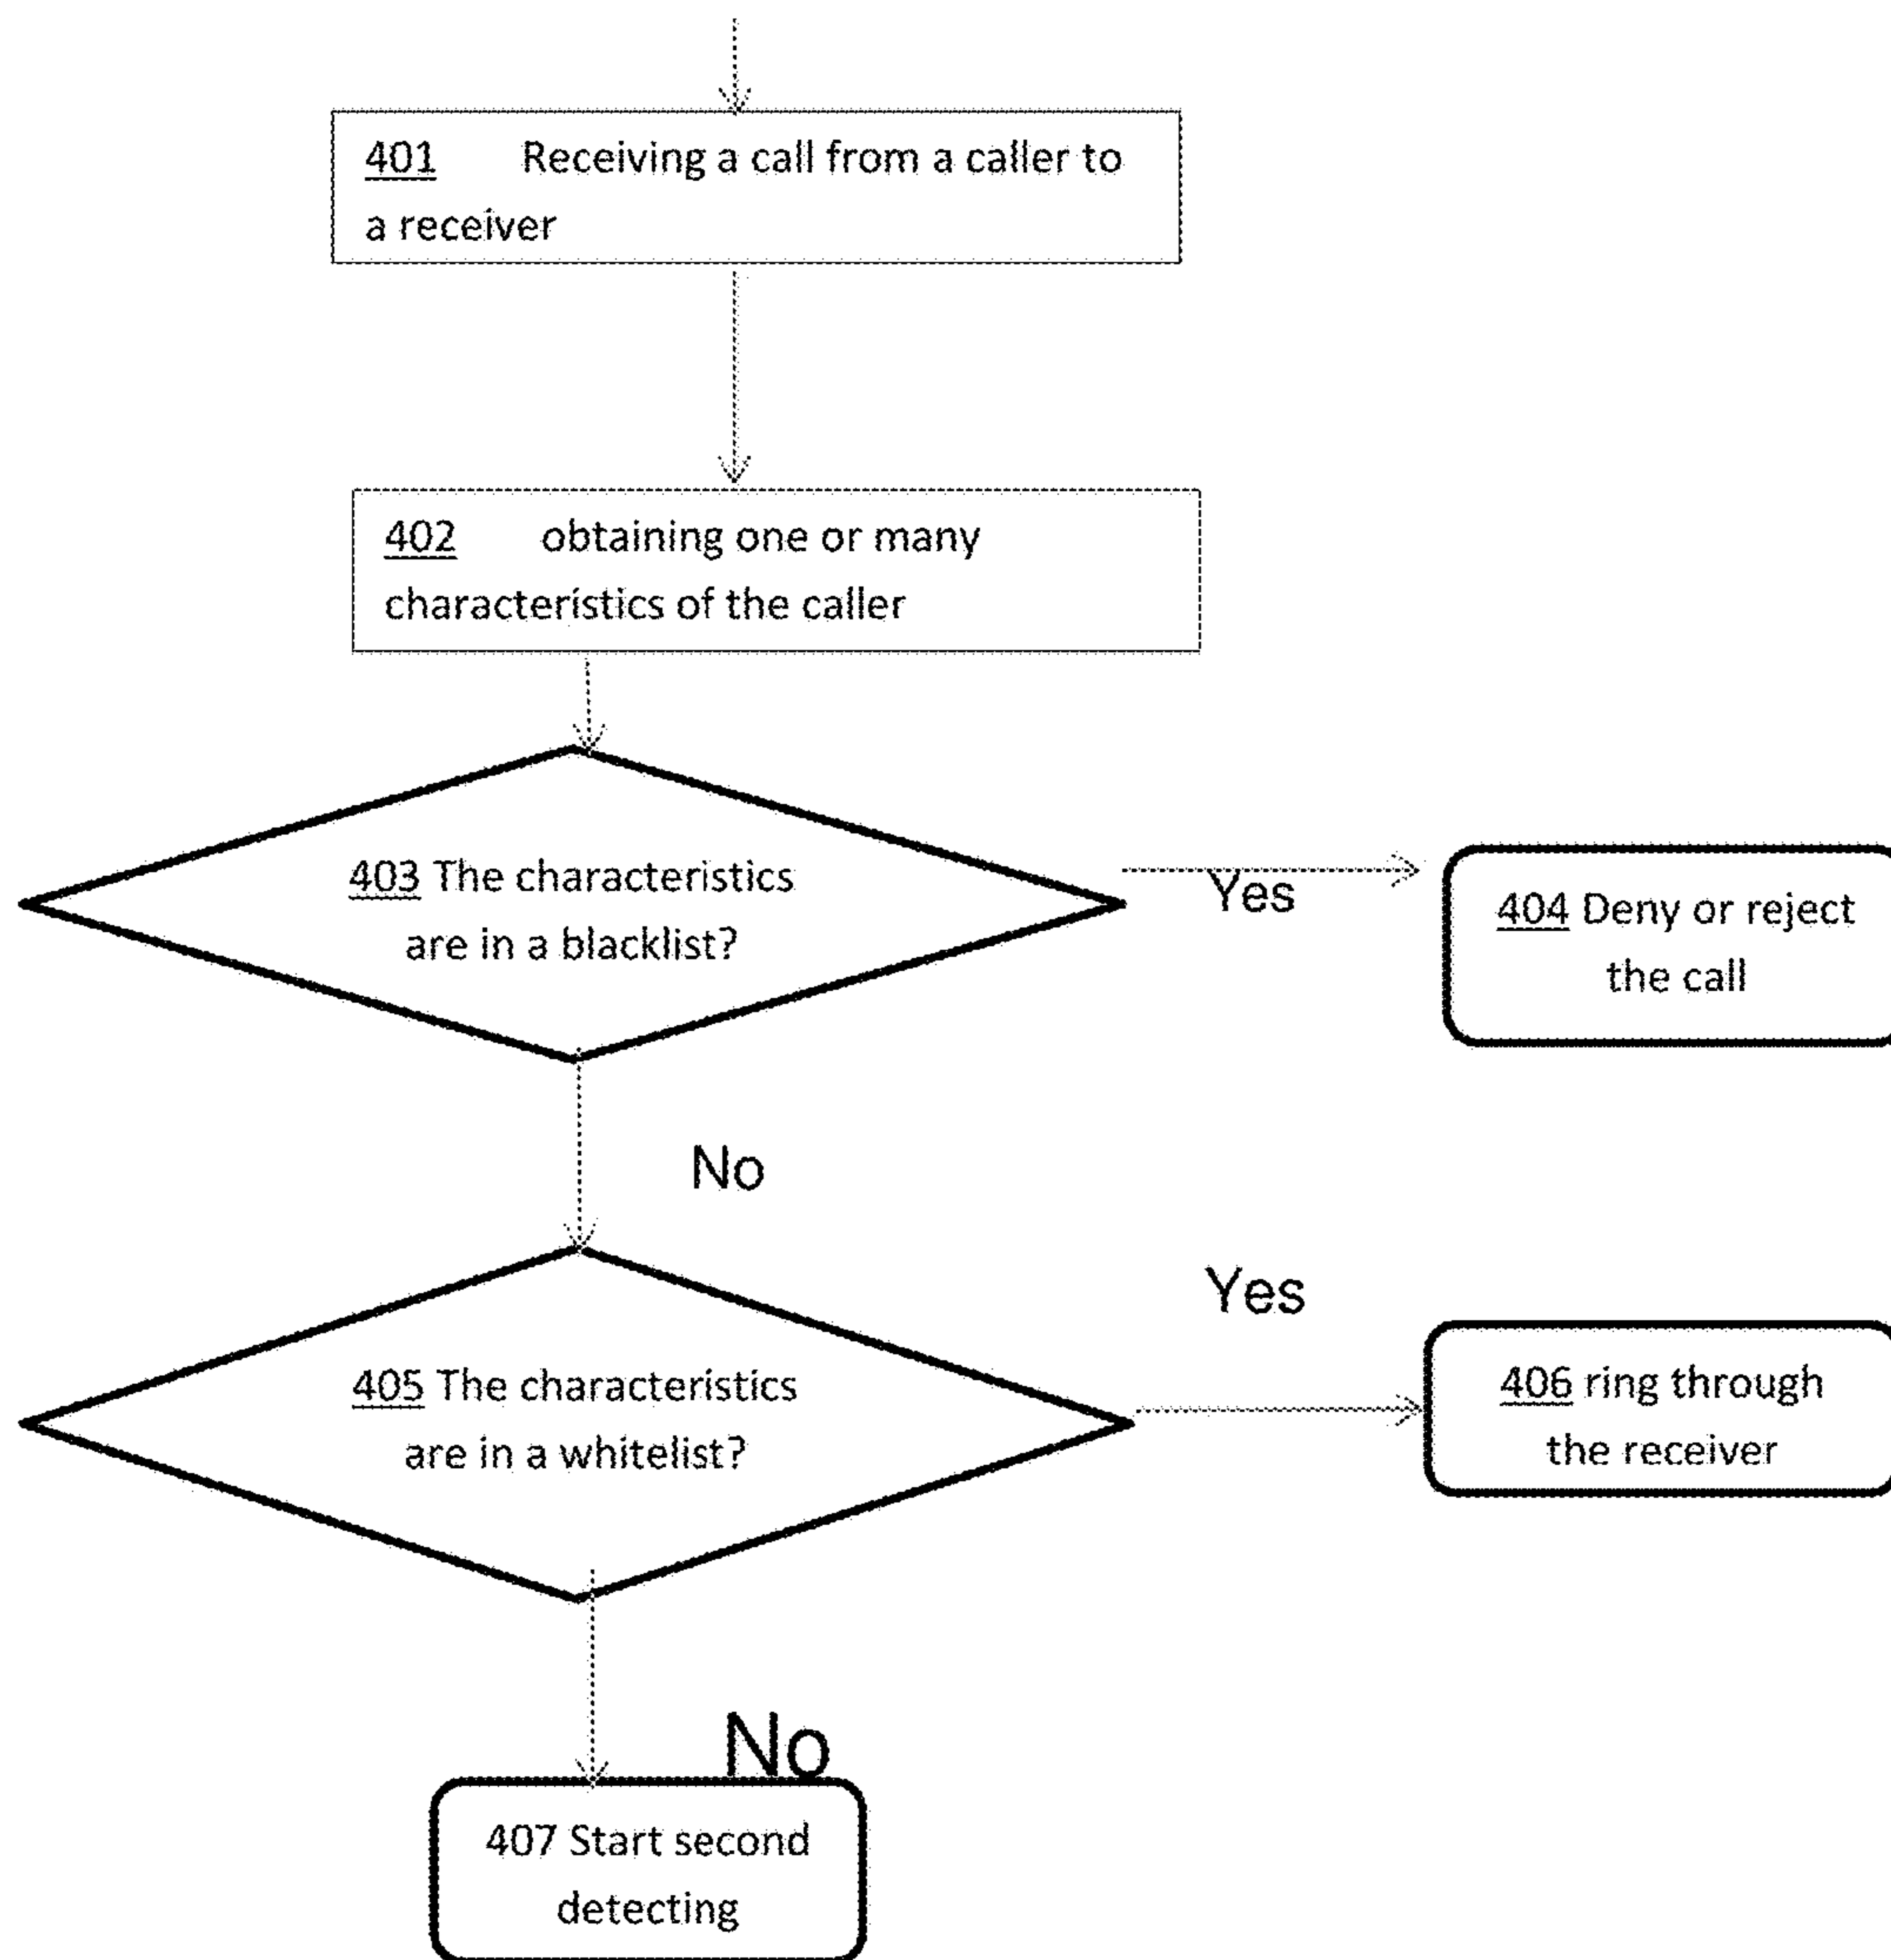 401 Receiving a call from a caller to
a receiver
402 obtaining one or many
characteristics of the caller
403 The characteristics
are in a blacklist?
Yes
404 Deny or reject
the call
No
Yes
405 The characteristics
are in a whitelist?
406 ring through
the receiver
No
407 Start second
detecting